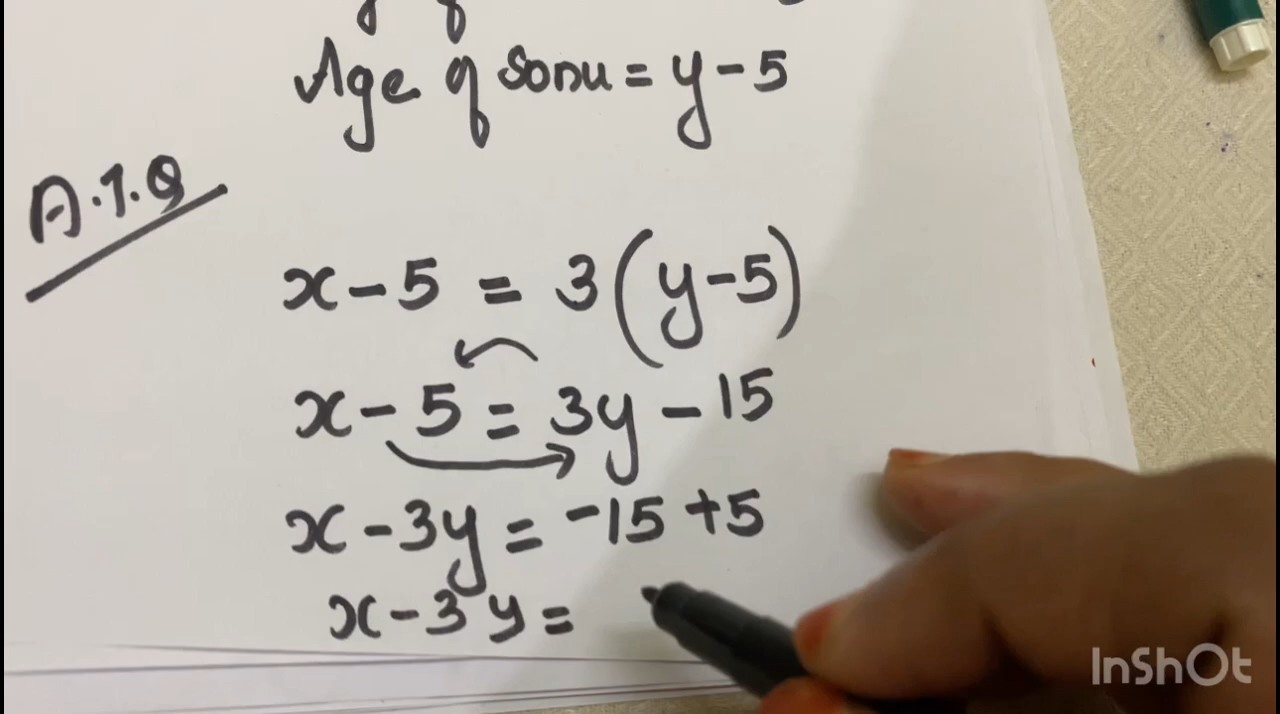 Age of Sonu = y - 5
A.T.Q
x - 5 = 3(y - 5)
x - 5 = 3y - 15
x - 3y = -15 + 5
x - 3y =
InShOt